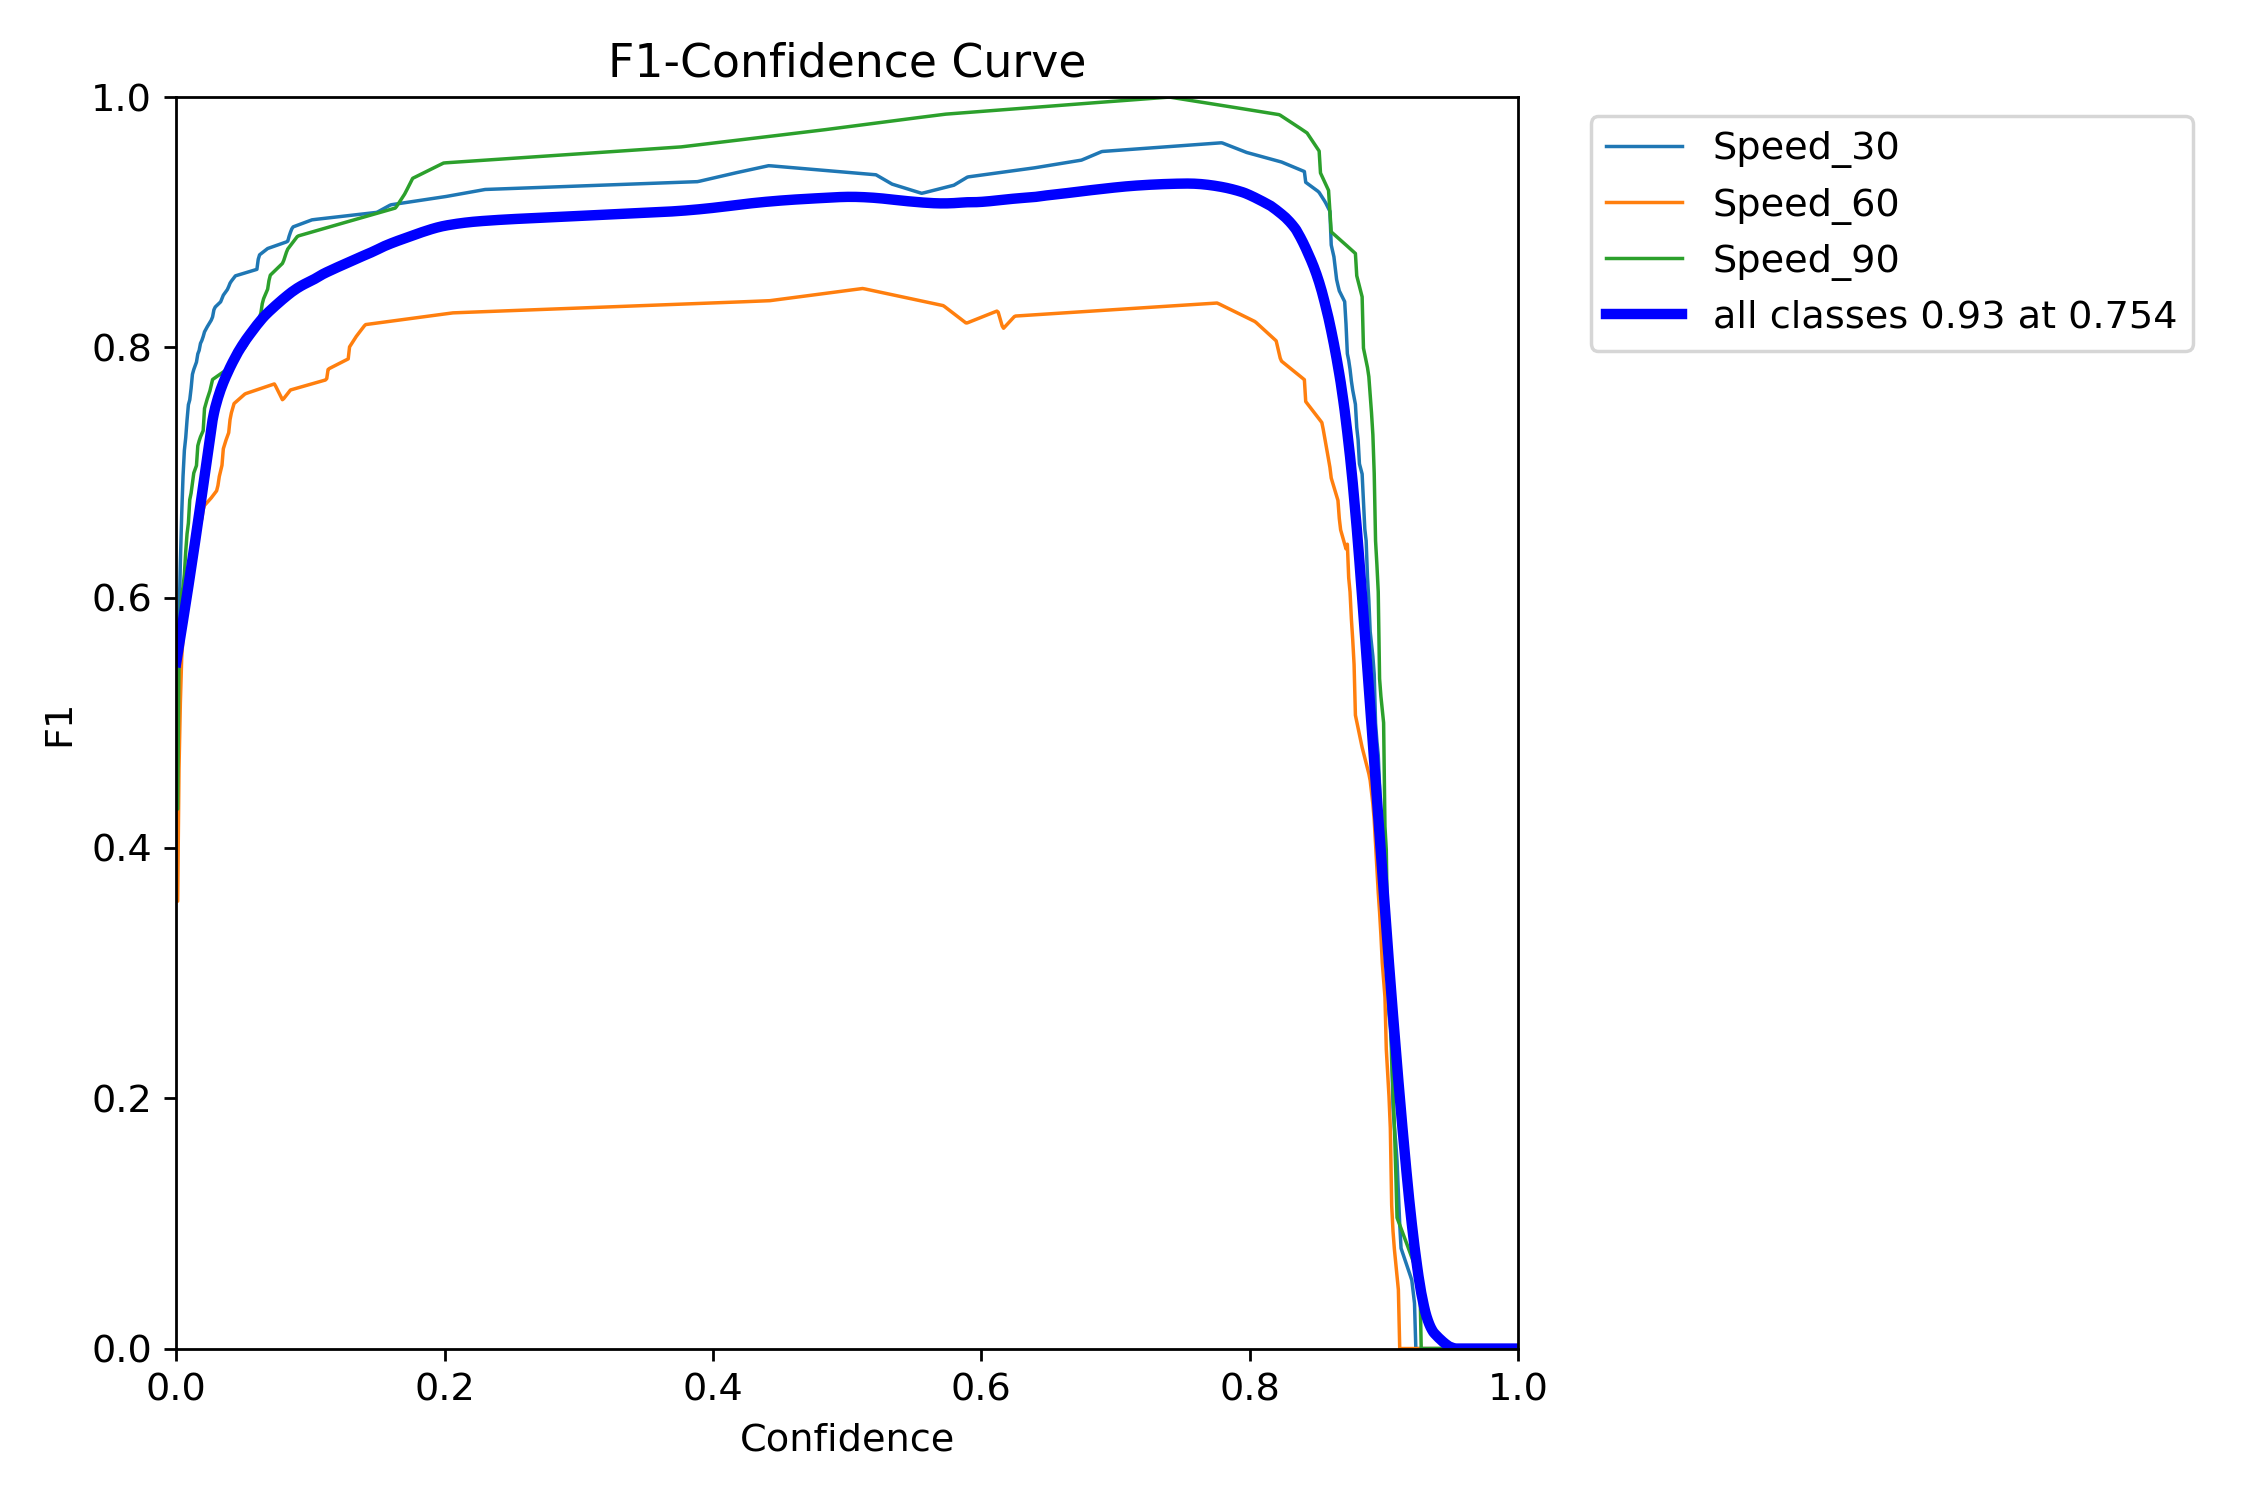 F1-Confidence Curve
1.0
0.8
0.6
0.4
0.2
0.0
F1
0.0 0.2 0.4 0.6 0.8 1.0
Confidence
Speed_30
Speed_60
Speed_90
all classes 0.93 at 0.754